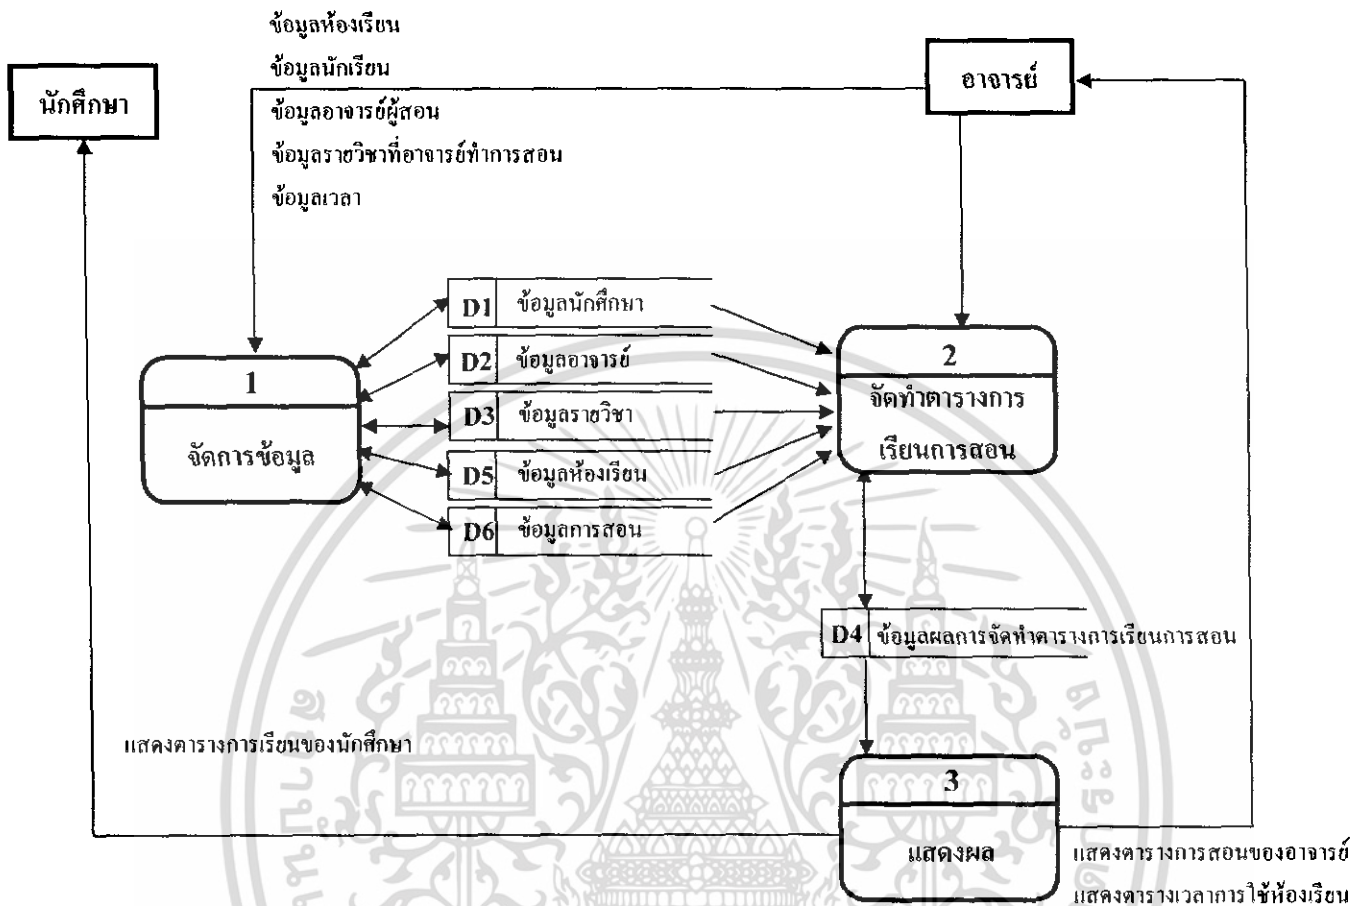 ข้อมูลห้องเรียน
ข้อมูลนักเรียน
ข้อมูลอาจารย์ผู้สอน
ข้อมูลรายวิชาที่อาจารย์ทำการสอน
ข้อมูลเวลา
นักศึกษา
อาจารย์
D1 ข้อมูลนักศึกษา
D2 ข้อมูลอาจารย์
D3 ข้อมูลรายวิชา
D5 ข้อมูลห้องเรียน
D6 ข้อมูลการสอน
1
จัดการข้อมูล
2
จัดทำตารางการ
เรียนการสอน
D4 ข้อมูลผลการจัดทำตารางการเรียนการสอน
แสดงตารางการเรียนของนักศึกษา
3
แสดงผล
แสดงตารางการสอนของอาจารย์
แสดงตารางเวลาการใช้ห้องเรียน